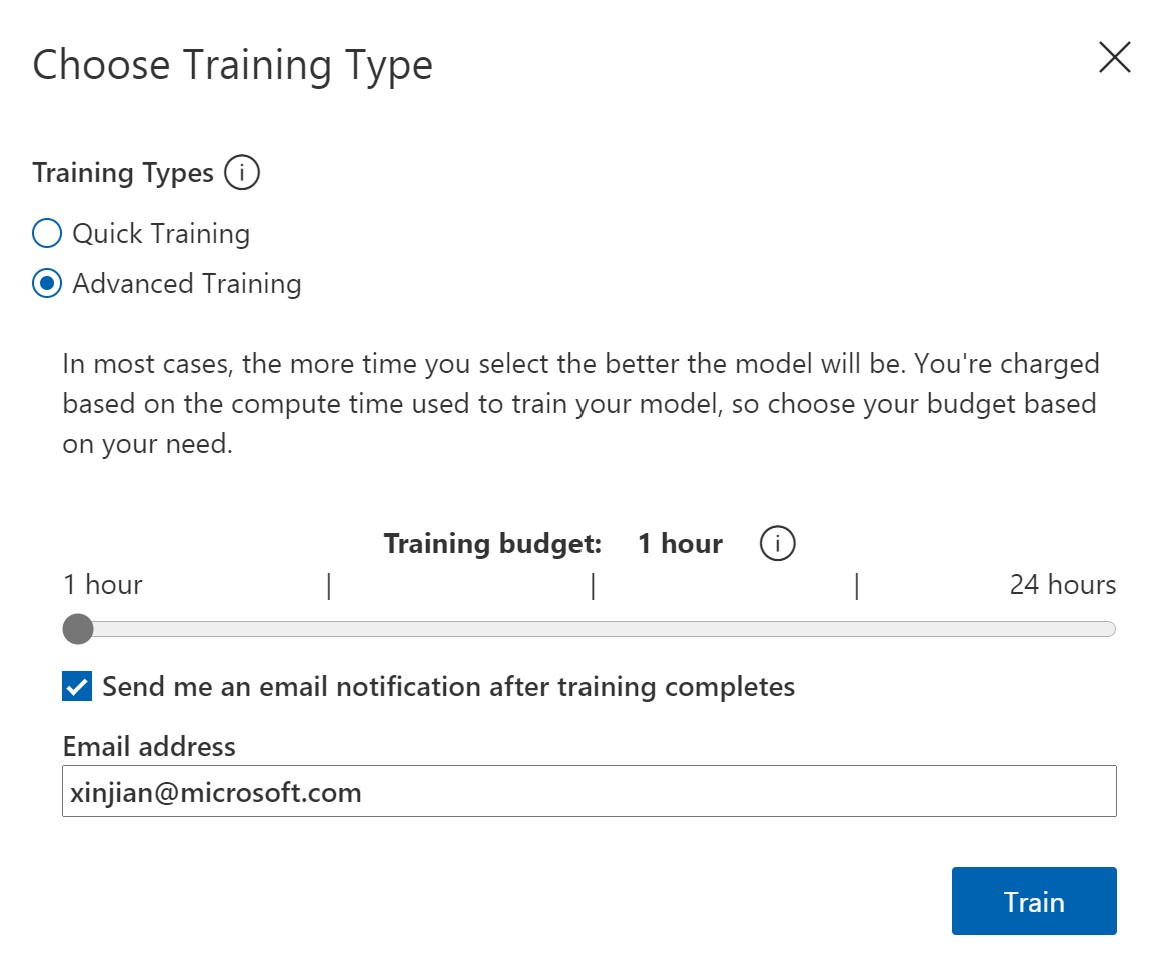 Choose Training Type
Training Types i
Quick Training
Advanced Training
In most cases, the more time you select the better the model will be. You're charged
based on the compute time used to train your model, so choose your budget based
on your need.
Training budget: 1 hour i
1 hour | | | 24 hours
Send me an email notification after training completes
Email address
xinjian@microsoft.com
Train